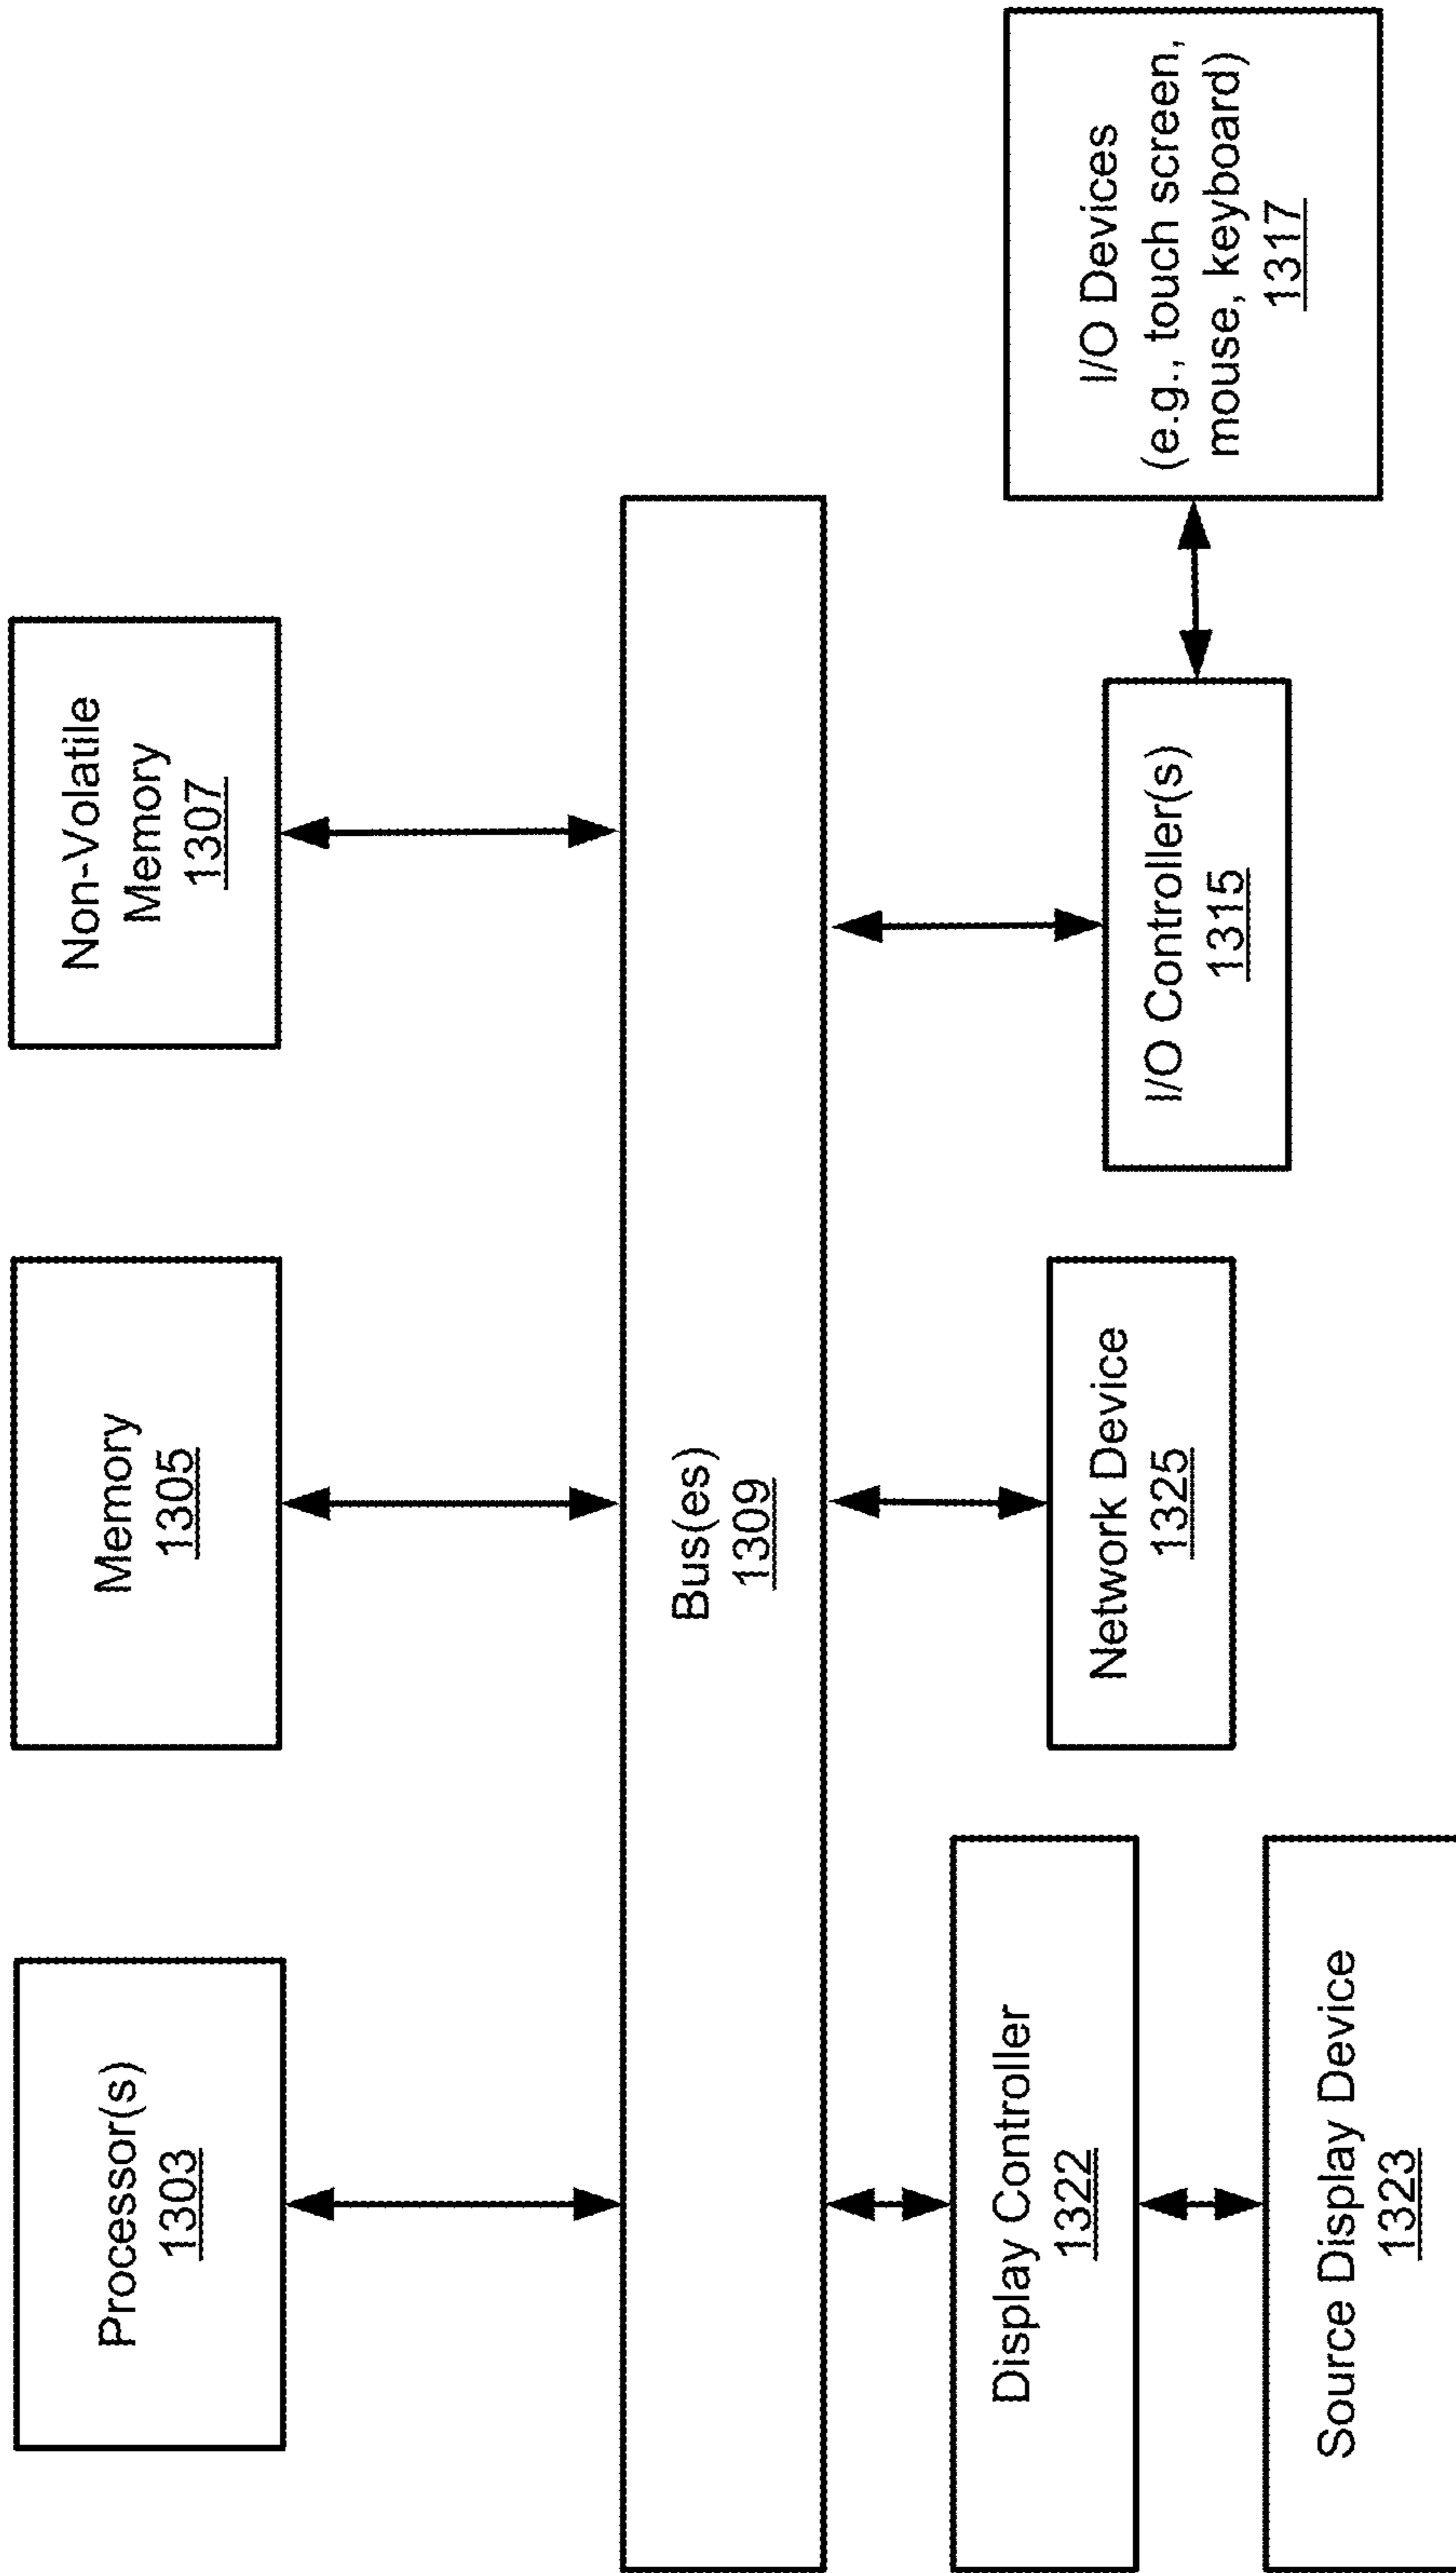 Processor(s)
1303
Memory
1305
Non-Volatile
Memory
1307
Bus(es)
1309
Display Controller
1322
Source Display Device
1323
Network Device
1325
I/O Controller(s)
1315
I/O Devices
(e.g., touch screen,
mouse, keyboard)
1317